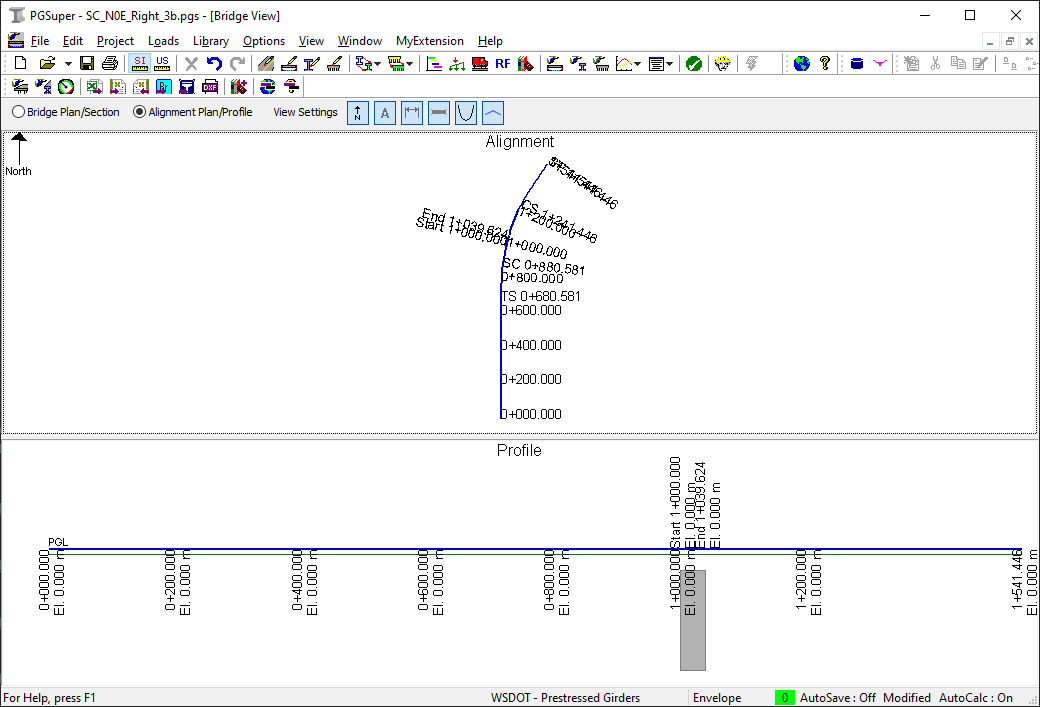 PGSuper - SC_N0E_Right_3b.pgs - [Bridge View]
File Edit Project Loads Library Options View Window MyExtension Help
SI US RF
DXF
Bridge Plan/Section Alignment Plan/Profile View Settings N A
Alignment
North
End 1+039.624
Start 1+000.000
CS 1+241.446
1+200.000
1+000.000
SC 0+880.581
0+800.000
TS 0+680.581
0+600.000
0+400.000
0+200.000
0+000.000
Profile
Start 1+000.000
El. 0.000 m
End 1+039.624
El. 0.000 m
PGL
0+000.000
El. 0.000 m
0+200.000
El. 0.000 m
0+400.000
El. 0.000 m
0+600.000
El. 0.000 m
0+800.000
El. 0.000 m
1+000.000
El. 0.000 m
1+200.000
El. 0.000 m
1+541.446
El. 0.000 m
For Help, press F1 WSDOT - Prestressed Girders Envelope 0 AutoSave : Off Modified AutoCalc : On